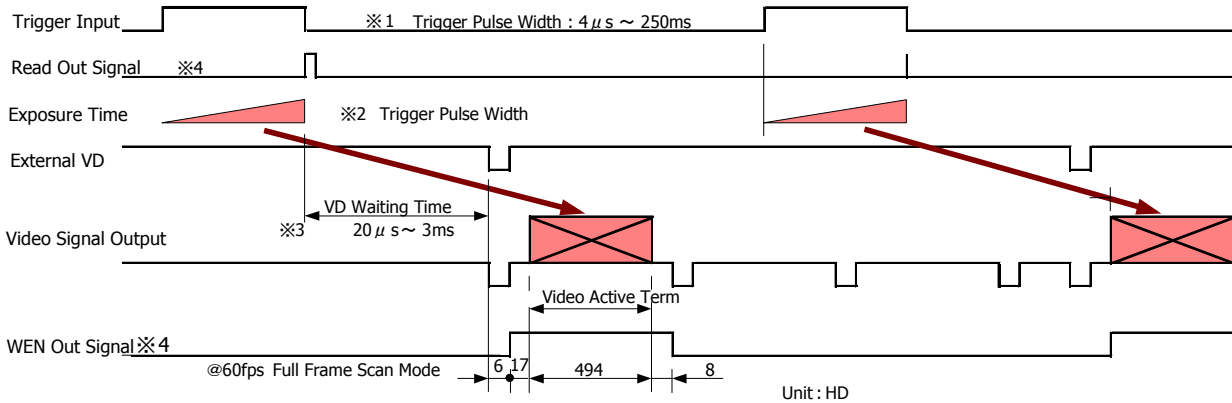 Trigger Input
※1 Trigger Pulse Width : 4μs ～ 250ms
Read Out Signal ※4
Exposure Time
※2 Trigger Pulse Width
External VD
VD Waiting Time
※3 20μs～ 3ms
Video Signal Output
Video Active Term
WEN Out Signal ※4
@60fps Full Frame Scan Mode
6 17 494 8
Unit : HD